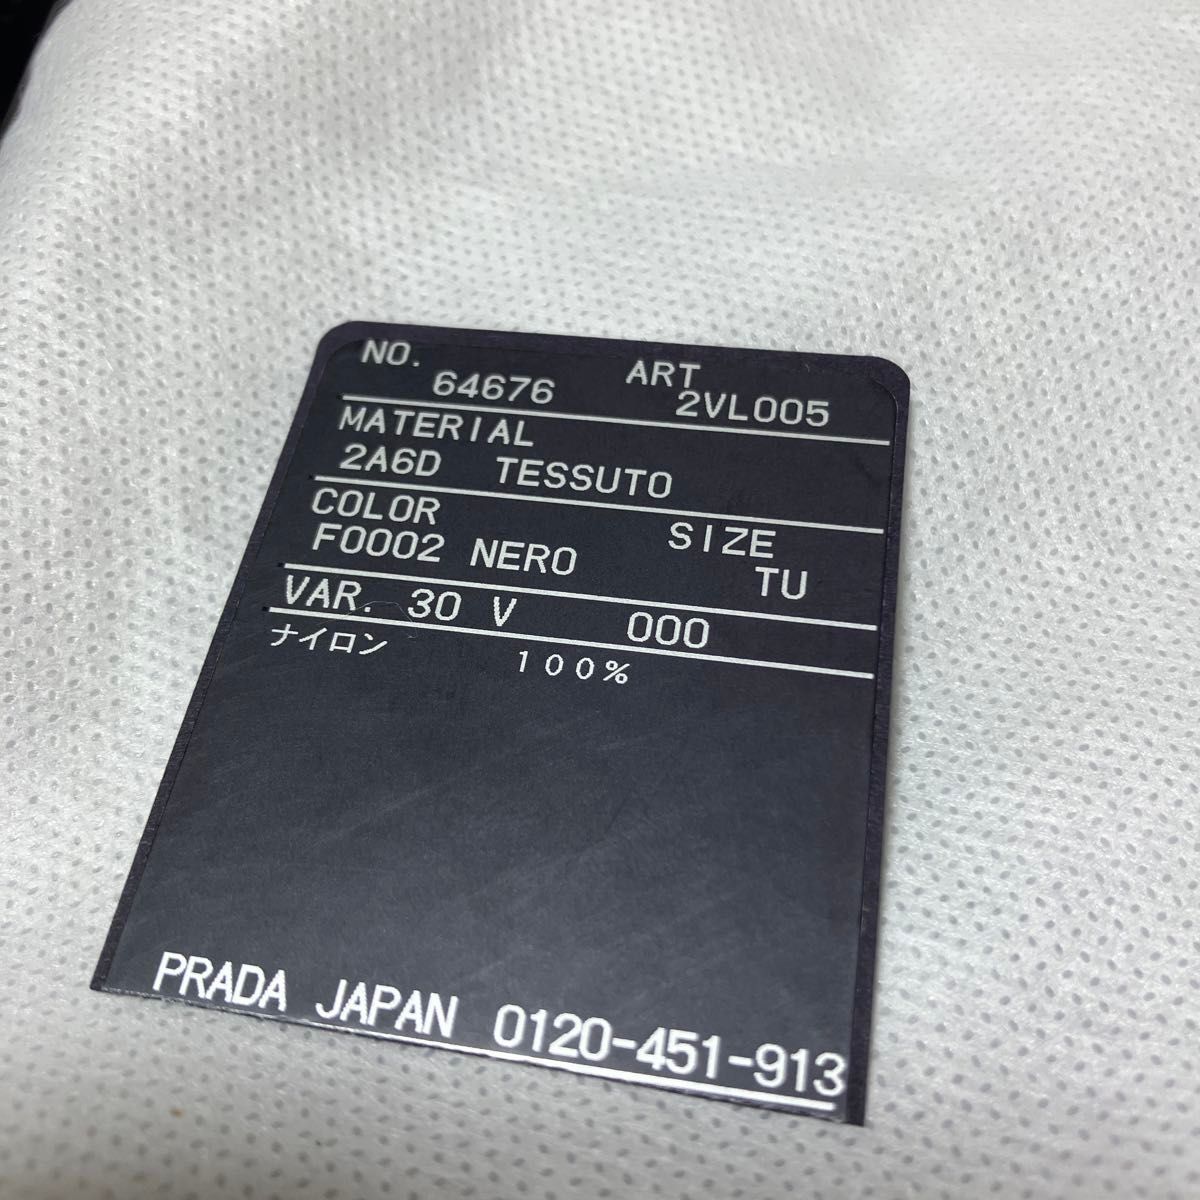 NO. ART
64676 2VL005
MATERIAL
2A6D TESSUTO
COLOR SIZE
F0002 NERO TU
VAR. 30 V 000
ナイロン 100%
PRADA JAPAN 0120-451-913